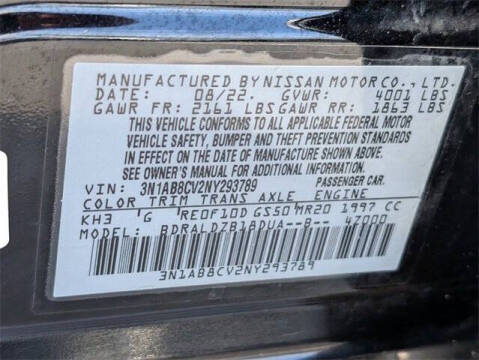 MANUFACTURED BY NISSAN MOTOR CO., LTD.
DATE: 08/22. GVWR: 4001 LBS
GAWR FR: 2161 LBS GAWR RR: 1863 LBS
THIS VEHICLE CONFORMS TO ALL APPLICABLE FEDERAL MOTOR
VEHICLE SAFETY, BUMPER AND THEFT PREVENTION STANDARDS
IN EFFECT ON THE DATE OF MANUFACTURE SHOWN ABOVE.
SEE OWNER'S MANUAL FOR ADDITIONAL INFORMATION
VIN: 3N1AB8CV2NY293789 PASSENGER CAR.
COLOR TRIM TRANS AXLE ENGINE
KH3 G RE0F10D GS50 MR20 1997 CC
MODEL: BDRALDZB18DUA--B-- 47000
3N1AB8CV2NY293789